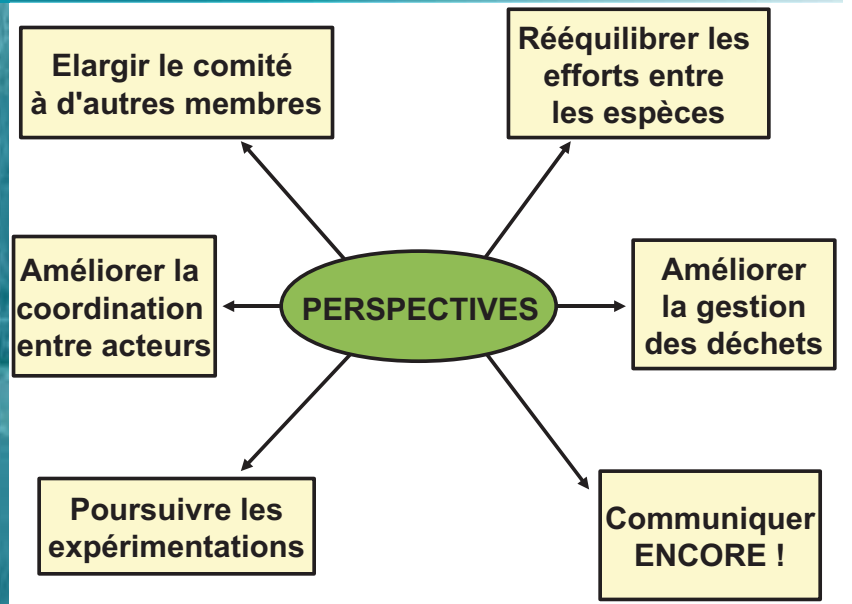 Elargir le comité
à d'autres membres
Rééquilibrer les
efforts entre
les espèces
Améliorer la
coordination
entre acteurs
PERSPECTIVES
Améliorer
la gestion
des déchets
Poursuivre les
expérimentations
Communiquer
ENCORE !